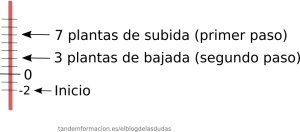 7 plantas de subida (primer paso)
3 plantas de bajada (segundo paso)
0
-2 Inicio
tandemformacion.es/elblogdelasdudas